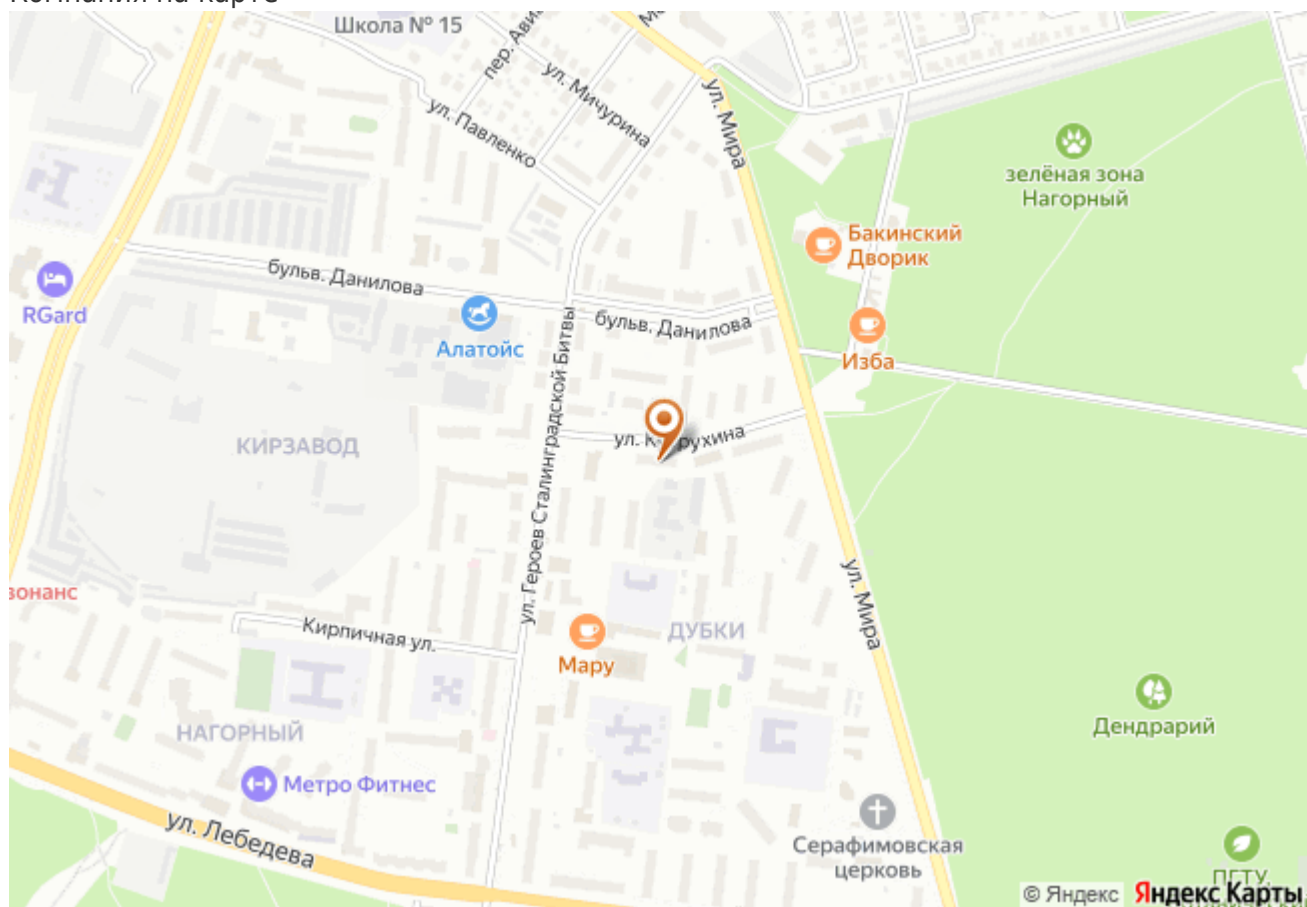 Школа № 15
ул. Мичурина
ул. Павленко
ул. Мира
зелёная зона
Нагорный
Бакинский
Дворик
бульв. Данилова
RGard
Алатойс
бульв. Данилова
Изба
ул. Героев Сталинградской Битвы
КИРЗАВОД
ул. Мира
Кирпичная ул.
ДУБКИ
Мару
Дендрарий
НАГОРНЫЙ
Метро Фитнес
ул. Лебедева
Серафимовская
церковь
ПГТУ,
© Яндекс Яндекс Карты